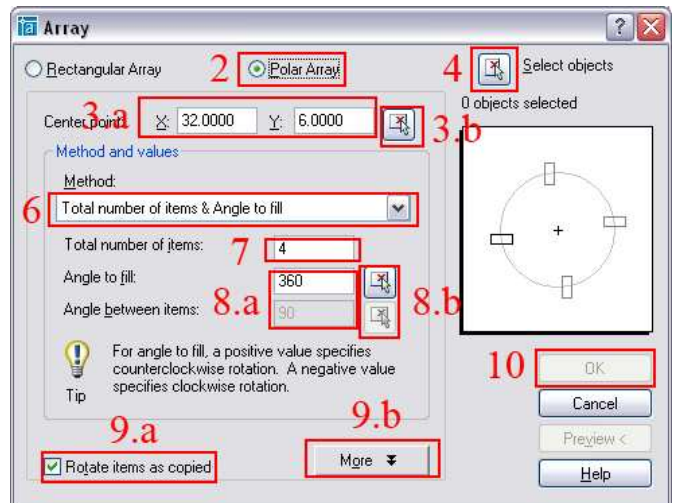 Array
Rectangular Array 2 Polar Array 4 Select objects
0 objects selected
3.a Center point: X: 32.0000 Y: 6.0000 3.b
Method and values
Method:
6 Total number of items & Angle to fill
Total number of items: 7 4
Angle to fill: 360
8.a 8.b
Angle between items: 90
For angle to fill, a positive value specifies
counterclockwise rotation. A negative value
specifies clockwise rotation.
Tip
10 OK
Cancel
9.a 9.b
Preview <
Rotate items as copied More
Help